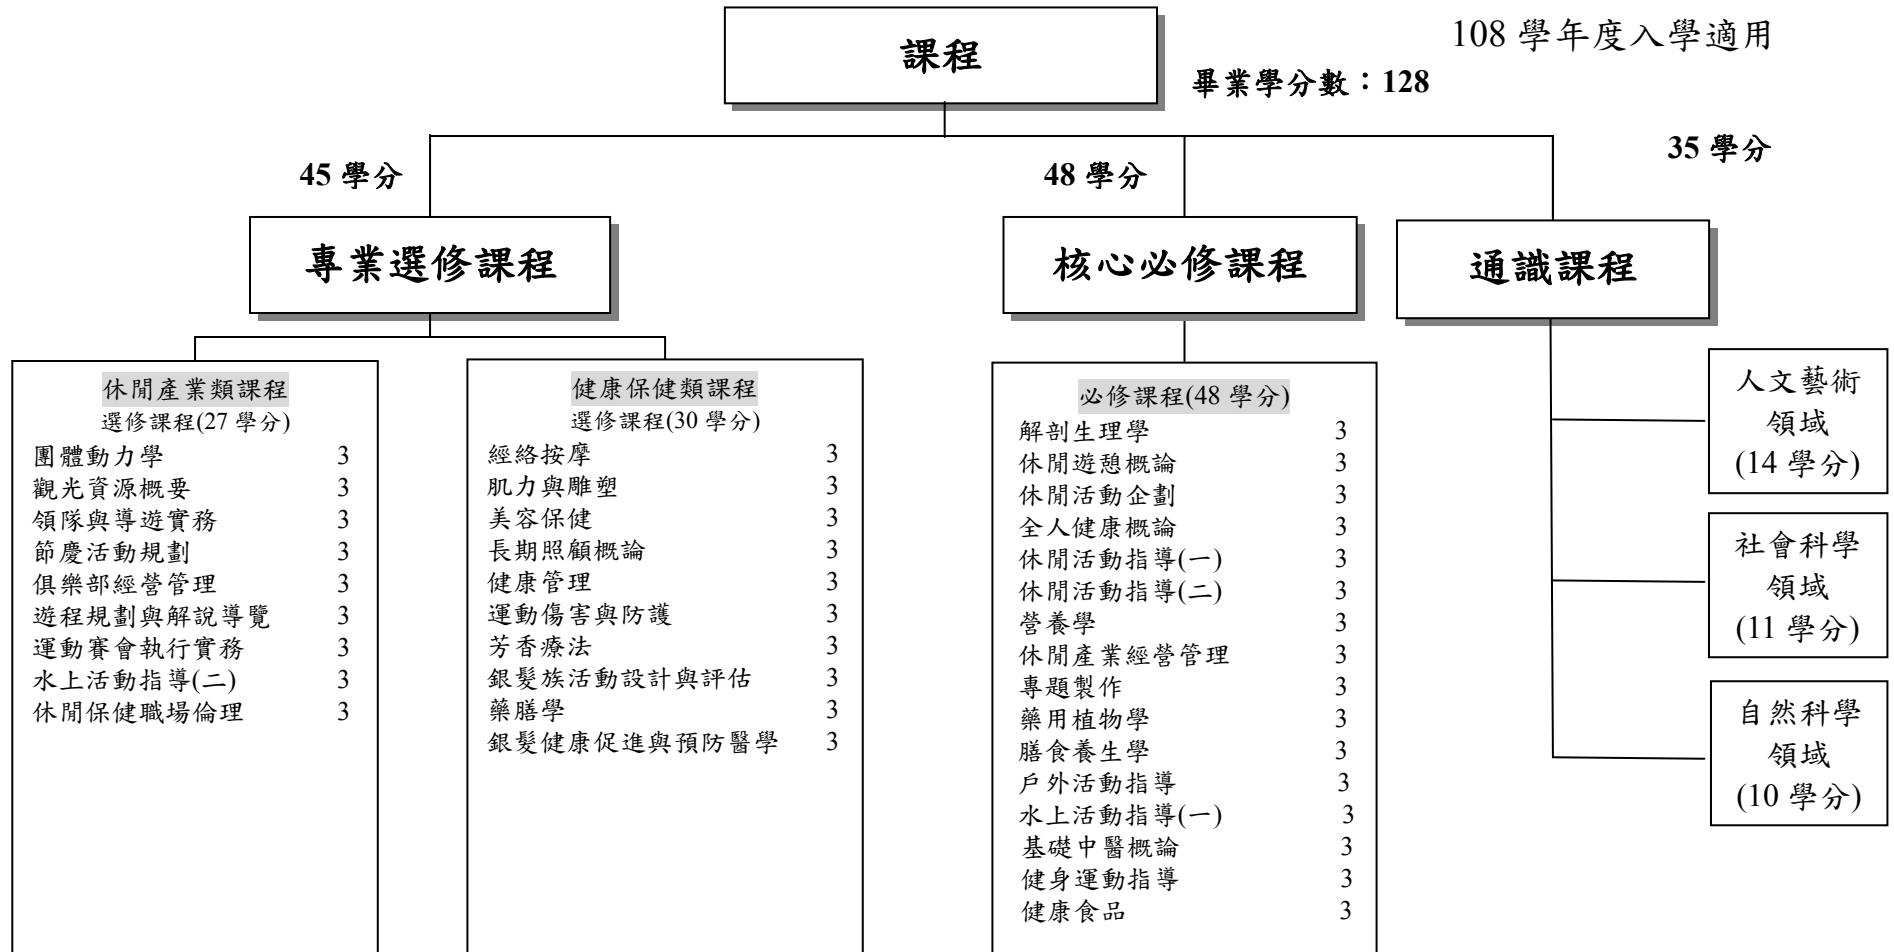 108 學年度入學適用
課程
畢業學分數：128
45 學分
48 學分
35 學分
專業選修課程
核心必修課程
通識課程
休閒產業類課程
選修課程(27 學分)
團體動力學 3
觀光資源概要 3
領隊與導遊實務 3
節慶活動規劃 3
俱樂部經營管理 3
遊程規劃與解說導覽 3
運動賽會執行實務 3
水上活動指導(二) 3
休閒保健職場倫理 3
健康保健類課程
選修課程(30 學分)
經絡按摩 3
肌力與雕塑 3
美容保健 3
長期照顧概論 3
健康管理 3
運動傷害與防護 3
芳香療法 3
銀髮族活動設計與評估 3
藥膳學 3
銀髮健康促進與預防醫學 3
必修課程(48 學分)
解剖生理學 3
休閒遊憩概論 3
休閒活動企劃 3
全人健康概論 3
休閒活動指導(一) 3
休閒活動指導(二) 3
營養學 3
休閒產業經營管理 3
專題製作 3
藥用植物學 3
膳食養生學 3
戶外活動指導 3
水上活動指導(一) 3
基礎中醫概論 3
健身運動指導 3
健康食品 3
人文藝術
領域
(14 學分)
社會科學
領域
(11 學分)
自然科學
領域
(10 學分)